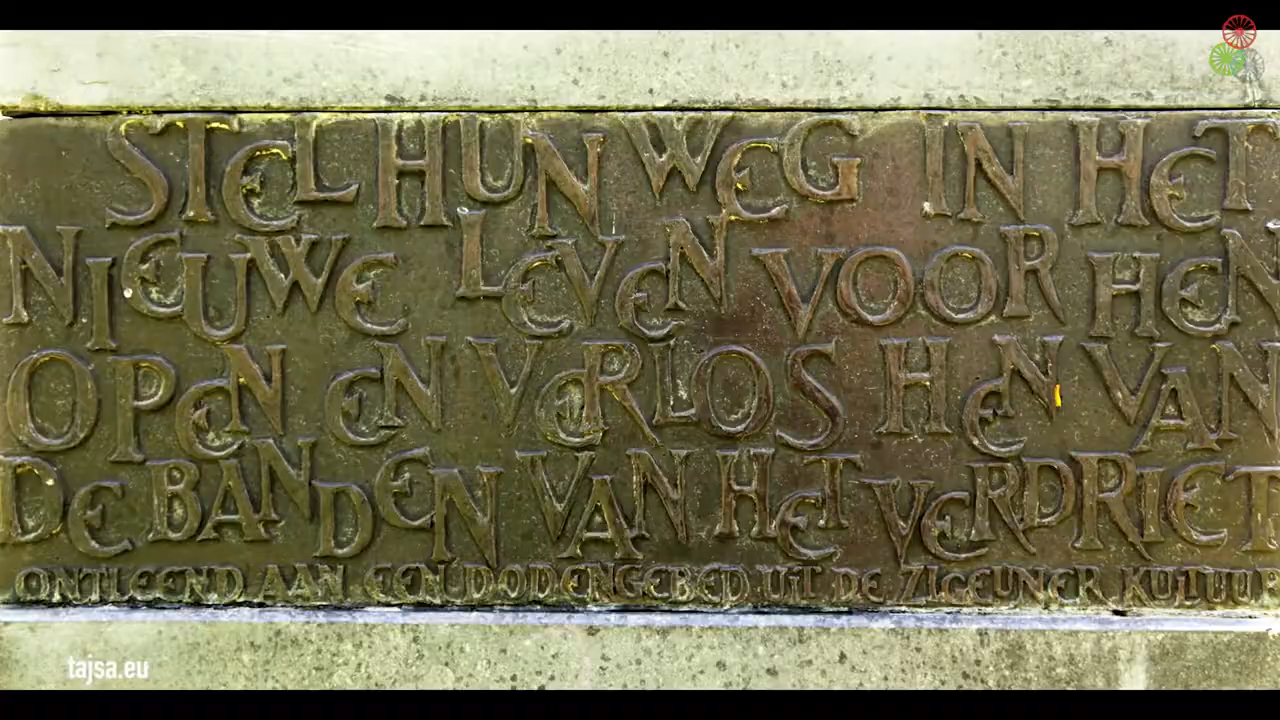 STEL HUN WEG IN HET
NIEUWE LEVEN VOOR HEN
OPEN EN VERLOS HEN VAN
DE BANDEN VAN HET VERDRIET
ONTLEEND AAN EEN DODENGEBED UIT DE ZIGEUNER KULTUUR
tajsa.eu